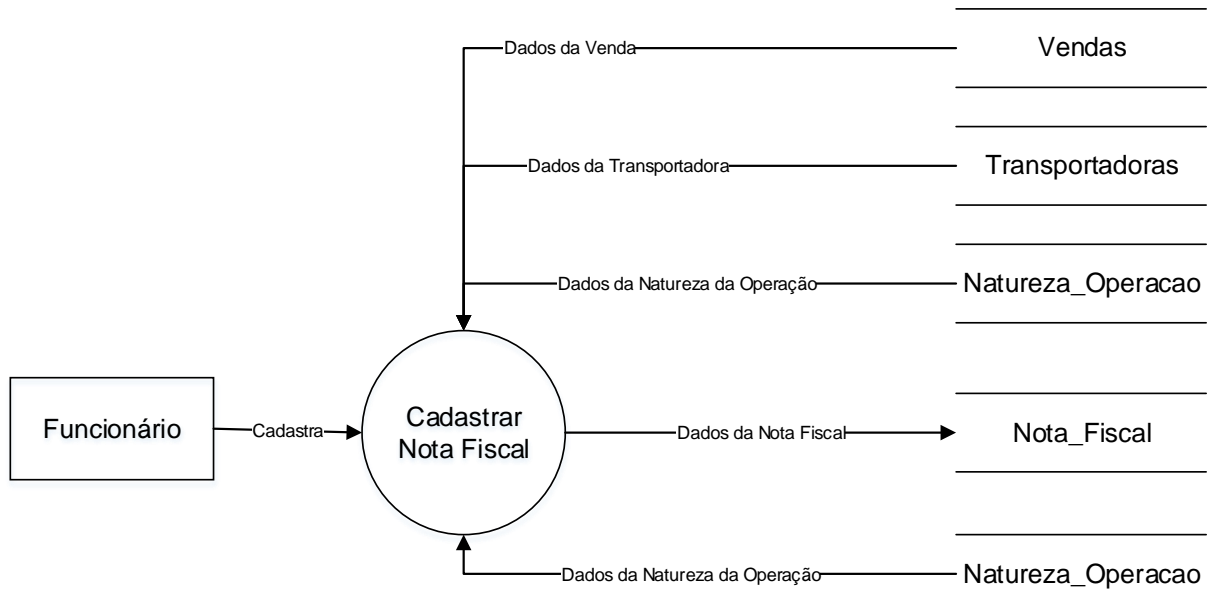 Dados da Venda
Vendas
Dados da Transportadora
Transportadoras
Dados da Natureza da Operação
Natureza_Operacao
Funcionário
Cadastra
Cadastrar
Nota Fiscal
Dados da Nota Fiscal
Nota_Fiscal
Dados da Natureza da Operação
Natureza_Operacao